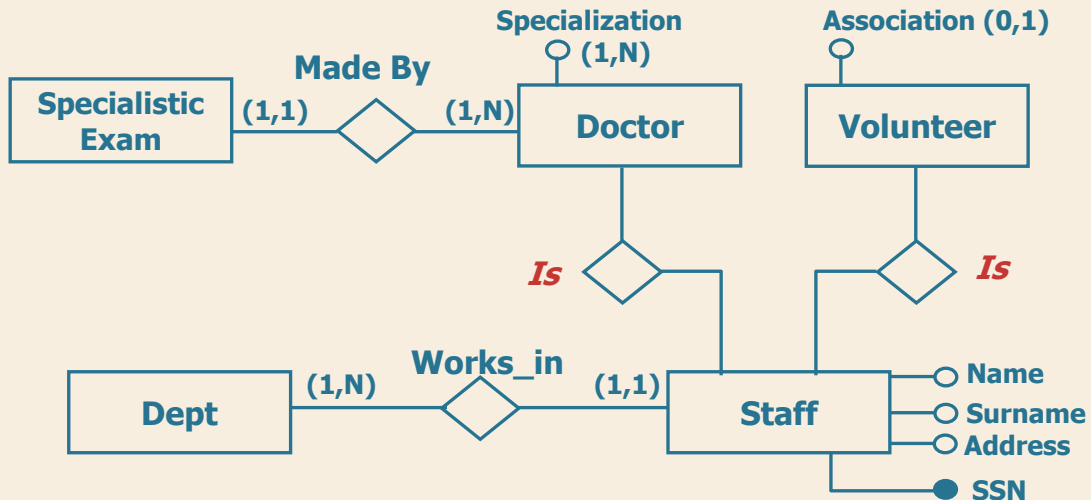 Specialization
(1,N)
Association (0,1)
Made By
Specialistic
Exam
(1,1)
(1,N)
Doctor
Volunteer
Is
Is
Works_in
(1,N)
(1,1)
Dept
Staff
Name
Surname
Address
SSN